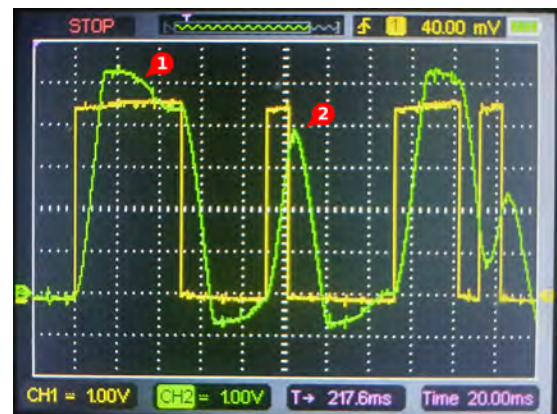 STOP T 1 40.00 mV
1
2
CH1 = 1.00V CH2 = 1.00V T→ 217.6ms Time 20.00ms